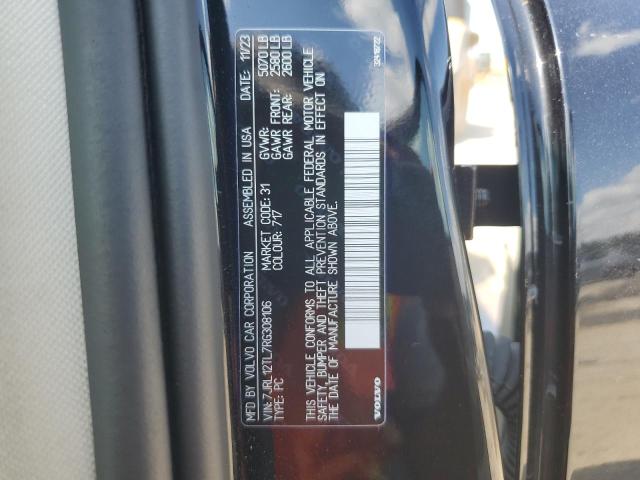 MFD. BY VOLVO CAR CORPORATION ASSEMBLED IN USA DATE: 11/23
VIN: 7JRL12TL7RG308106 GVWR: 5070 LB
TYPE: PC MARKET CODE: 31 GAWR FRONT: 2580 LB
COLOUR: 717 GAWR REAR: 2600 LB
THIS VEHICLE CONFORMS TO ALL APPLICABLE FEDERAL MOTOR VEHICLE
SAFETY, BUMPER AND THEFT PREVENTION STANDARDS IN EFFECT ON
THE DATE OF MANUFACTURE SHOWN ABOVE.
VOLVO